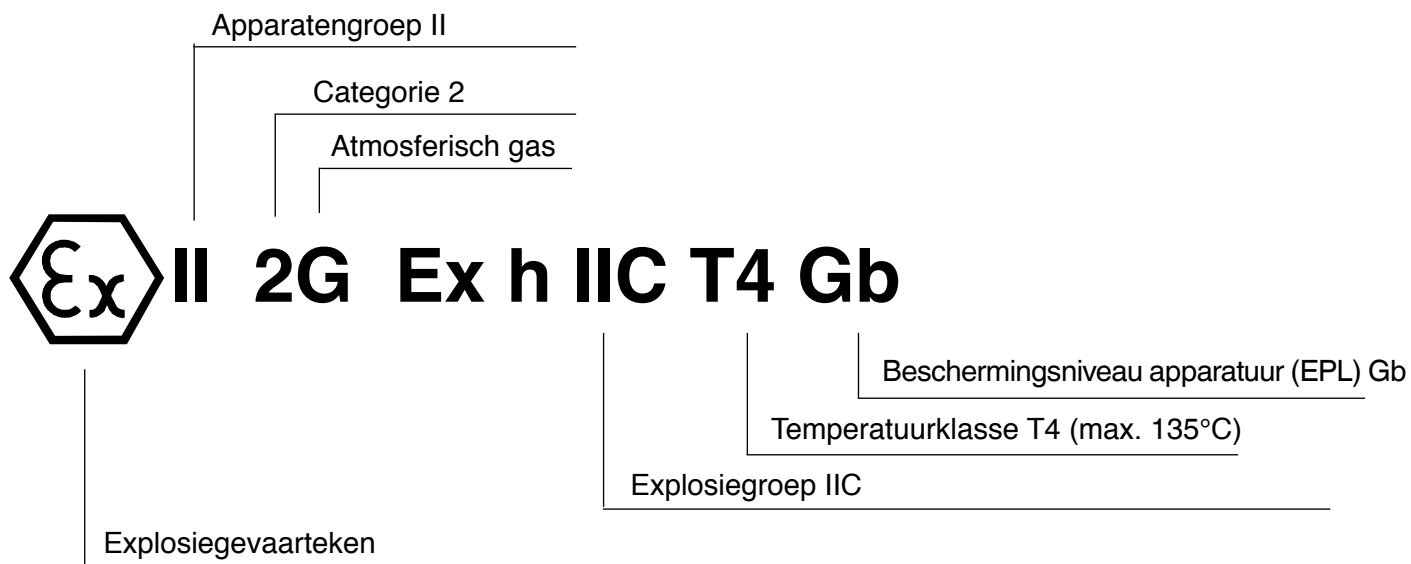 Apparatengroep II
Categorie 2
Atmosferisch gas
Ex II 2G Ex h IIC T4 Gb
Beschermingsniveau apparatuur (EPL) Gb
Temperatuurklasse T4 (max. 135°C)
Explosiegroep IIC
Explosiegevaarteken